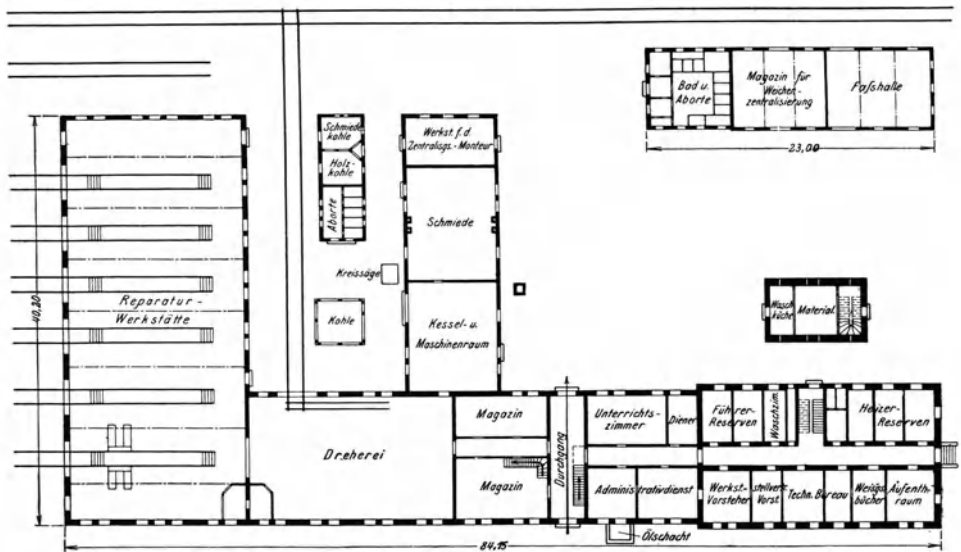 Bad u.
Aborte
Magazin für
Weichen-
zentralisierung
Faßhalle
23,00
Schmiede
kohle
Holz-
kohle
Aborte
Werkst. f. d.
Zentralisgs.-Monteur
Schmiede
Kreissäge
Kohle
Kessel- u.
Maschinenraum
40,20
Reparatur-
Werkstätte
Wasch
küche
Material.
Dreherei
Magazin
Magazin
Durchgang
Unterrichts-
zimmer
Diener
Führer-
Reserven
Waschzim.
Heizer-
Reserven
Administrativdienst
Werkst.-
Vorsteher
stellvertr.
Vorst.
Techn. Bureau
Weisgs.
bücher
Aufenth.
raum
Ölschacht
84,15